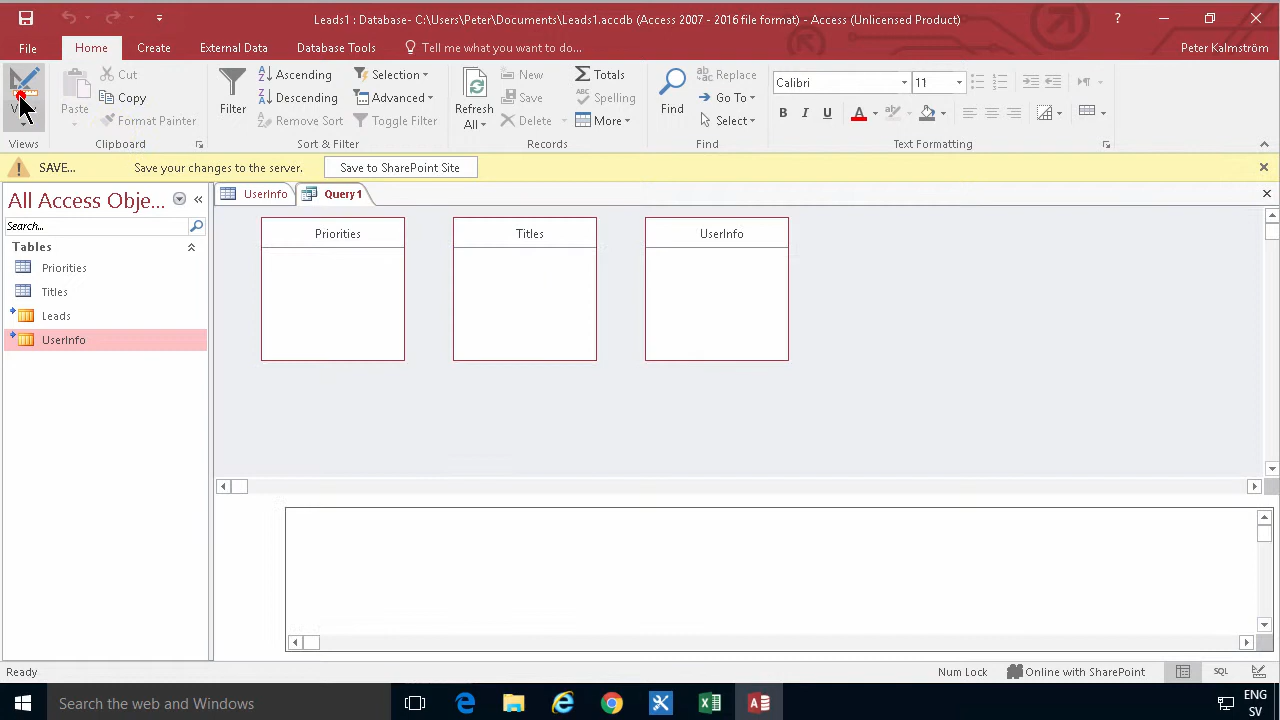 Leads1 : Database- C:\Users\Peter\Documents\Leads1.accdb (Access 2007 - 2016 file format) - Access (Unlicensed Product)
?
File Home Create External Data Database Tools Tell me what you want to do... Peter Kalmström
Paste
Cut
Copy
Format Painter
Filter
Ascending
Descending
Remove Sort
Selection
Advanced
Toggle Filter
Refresh
All
New
Save
Delete
Totals
Spelling
More
Find
Replace
Go To
Select
Calibri 11
B I U A
Views Clipboard Sort & Filter Records Find Text Formatting
SAVE... Save your changes to the server. Save to SharePoint Site
All Access Obje...
Search...
Tables
Priorities
Titles
Leads
UserInfo
UserInfo Query1
Priorities Titles UserInfo
Ready Num Lock Online with SharePoint SQL
Search the web and Windows
ENG
SV